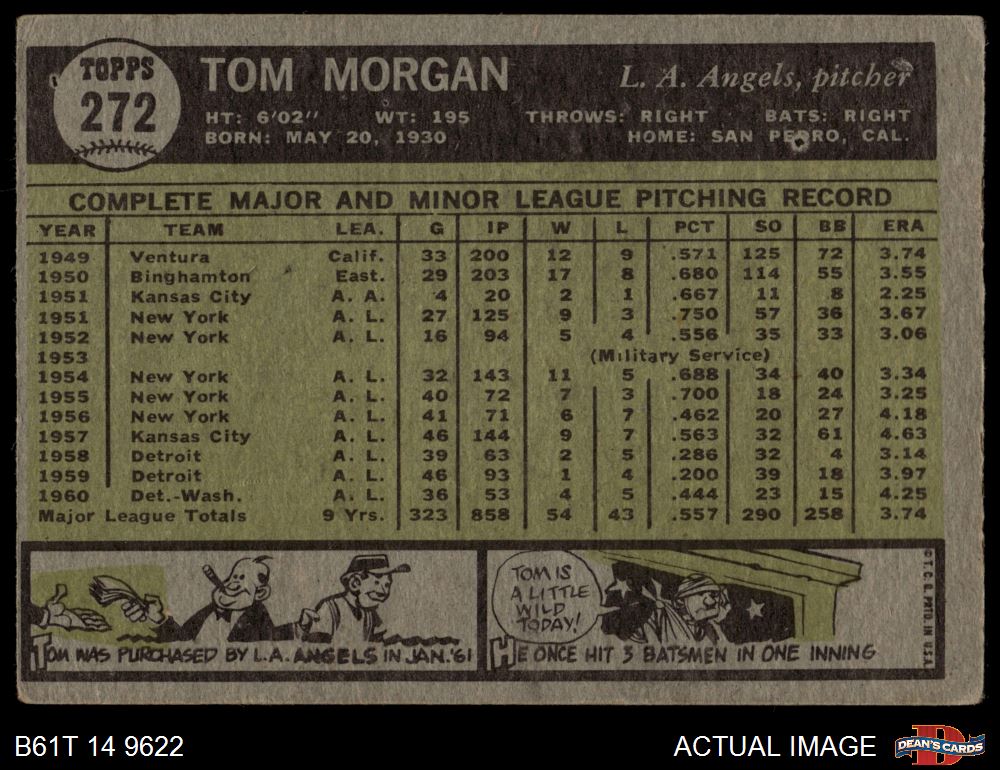 TOPPS
272
TOM MORGAN
L. A. Angels, pitcher
HT: 6'02" WT: 195 THROWS: RIGHT BATS: RIGHT
BORN: MAY 20, 1930 HOME: SAN PEDRO, CAL.
COMPLETE MAJOR AND MINOR LEAGUE PITCHING RECORD
YEAR TEAM LEA. G IP W L PCT SO BB ERA
1949 Ventura Calif. 33 200 12 9 .571 125 72 3.74
1950 Binghamton East. 29 203 17 8 .680 114 55 3.55
1951 Kansas City A. A. 4 20 2 1 .667 11 8 2.25
1951 New York A. L. 27 125 9 3 .750 57 36 3.67
1952 New York A. L. 16 94 5 4 .556 35 33 3.06
1953 (Military Service)
1954 New York A. L. 32 143 11 5 .688 34 40 3.34
1955 New York A. L. 40 72 7 3 .700 18 24 3.25
1956 New York A. L. 41 71 6 7 .462 20 27 4.18
1957 Kansas City A. L. 46 144 9 7 .563 32 61 4.63
1958 Detroit A. L. 39 63 2 5 .286 32 4 3.14
1959 Detroit A. L. 46 93 1 4 .200 39 18 3.97
1960 Det.-Wash. A. L. 36 53 4 5 .444 23 15 4.25
Major League Totals 9 Yrs. 323 858 54 43 .557 290 258 3.74
TOM WAS PURCHASED BY L.A. ANGELS IN JAN. '61
TOM IS
A LITTLE
WILD
TODAY!
HE ONCE HIT 3 BATSMEN IN ONE INNING
© T. C. G. PRTD. IN U.S.A.
B61T 14 9622
ACTUAL IMAGE
D
DEAN'S CARDS